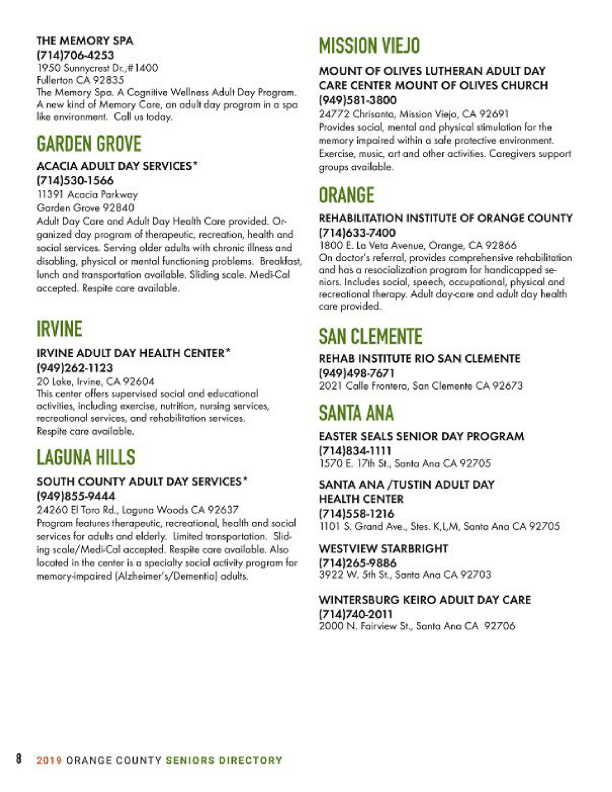 THE MEMORY SPA
(714)706-4253
1950 Sunnycrest Dr.,#1400
Fullerton CA 92835
The Memory Spa. A Cognitive Wellness Adult Day Program.
A new kind of Memory Care, an adult day program in a spa
like environment.  Call us today.
GARDEN GROVE
ACACIA ADULT DAY SERVICES*
(714)530-1566
11391 Acacia Parkway
Garden Grove 92840
Adult Day Care and Adult Day Health Care provided. Or-
ganized day program of therapeutic, recreation, health and
social services. Serving older adults with chronic illness and
disabling, physical or mental functioning problems.  Breakfast,
lunch and transportation available. Sliding scale. Medi-Cal
accepted. Respite care available.
IRVINE
IRVINE ADULT DAY HEALTH CENTER*
(949)262-1123
20 Lake, Irvine, CA 92604
This center offers supervised social and educational
activities, including exercise, nutrition, nursing services,
recreational services, and rehabilitation services.
Respite care available.
LAGUNA HILLS
SOUTH COUNTY ADULT DAY SERVICES*
(949)855-9444
24260 El Toro Rd., Laguna Woods CA 92637
Program features therapeutic, recreational, health and social
services for adults and elderly.  Limited transportation.  Slid-
ing scale/Medi-Cal accepted. Respite care available. Also
located in the center is a specialty social activity program for
memory-impaired (Alzheimer's/Dementia) adults.
MISSION VIEJO
MOUNT OF OLIVES LUTHERAN ADULT DAY
CARE CENTER MOUNT OF OLIVES CHURCH
(949)581-3800
24772 Chrisanta, Mission Viejo, CA 92691
Provides social, mental and physical stimulation for the
memory impaired within a safe protective environment.
Exercise, music, art and other activities. Caregivers support
groups available.
ORANGE
REHABILITATION INSTITUTE OF ORANGE COUNTY
(714)633-7400
1800 E. La Veta Avenue, Orange, CA 92866
On doctor's referral, provides comprehensive rehabilitation
and has a resocialization program for handicapped se-
niors. Includes social, speech, occupational, physical and
recreational therapy. Adult day-care and adult day health
care provided.
SAN CLEMENTE
REHAB INSTITUTE RIO SAN CLEMENTE
(949)498-7671
2021 Calle Frontera, San Clemente CA 92673
SANTA ANA
EASTER SEALS SENIOR DAY PROGRAM
(714)834-1111
1570 E. 17th St., Santa Ana CA 92705
SANTA ANA /TUSTIN ADULT DAY
HEALTH CENTER
(714)558-1216
1101 S. Grand Ave., Stes. K,L,M, Santa Ana CA 92705
WESTVIEW STARBRIGHT
(714)265-9886
3922 W. 5th St., Santa Ana CA 92703
WINTERSBURG KEIRO ADULT DAY CARE
(714)740-2011
2000 N. Fairview St., Santa Ana CA  92706
8 2019 ORANGE COUNTY SENIORS DIRECTORY